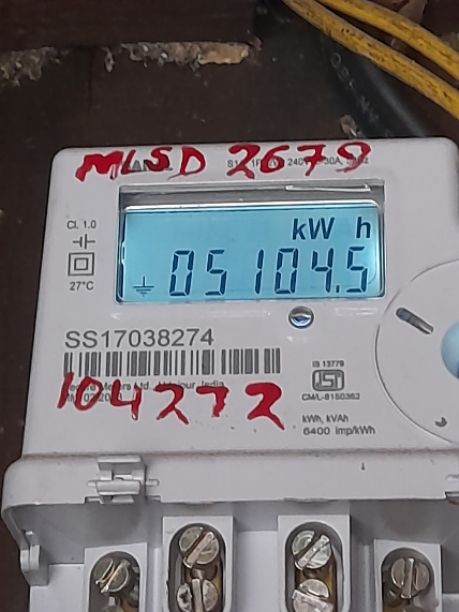 MLSD 2679
Cl. 1.0
27°C
kW h
05104.5
SS17038274
IS 13779
CM/L-8150362
104272
kWh, kVAh
6400 imp/kWh